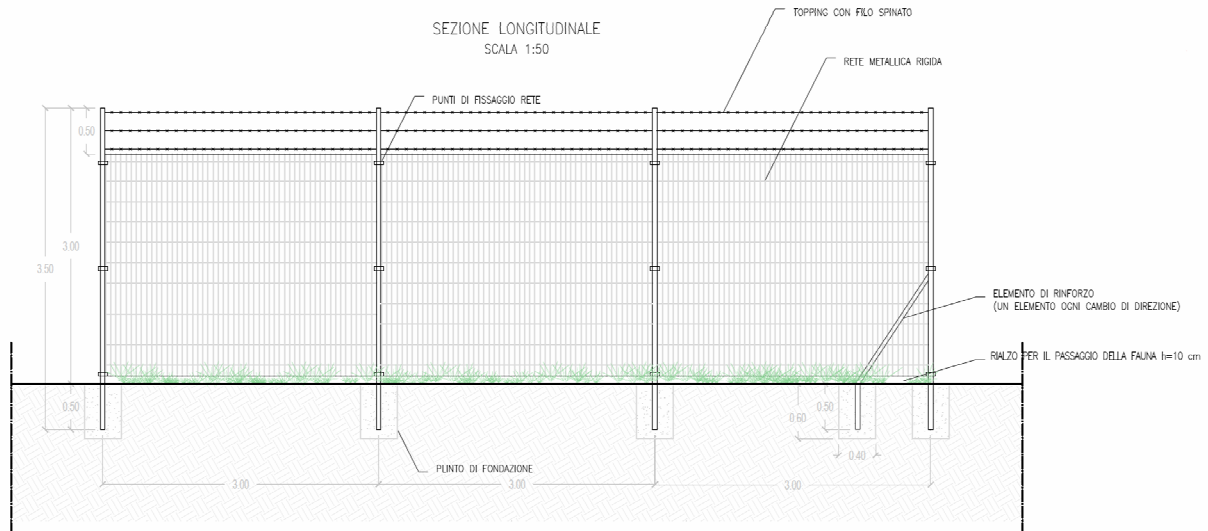 TOPPING CON FILO SPINATO
SEZIONE LONGITUDINALE
SCALA 1:50
RETE METALLICA RIGIDA
PUNTI DI FISSAGGIO RETE
0.50
3.00
3.50
ELEMENTO DI RINFORZO
(UN ELEMENTO OGNI CAMBIO DI DIREZIONE)
RIALZO PER IL PASSAGGIO DELLA FAUNA h=10 cm
0.50
0.60
0.50
0.40
PUNTO DI FONDAZIONE
3.00
3.00
3.00